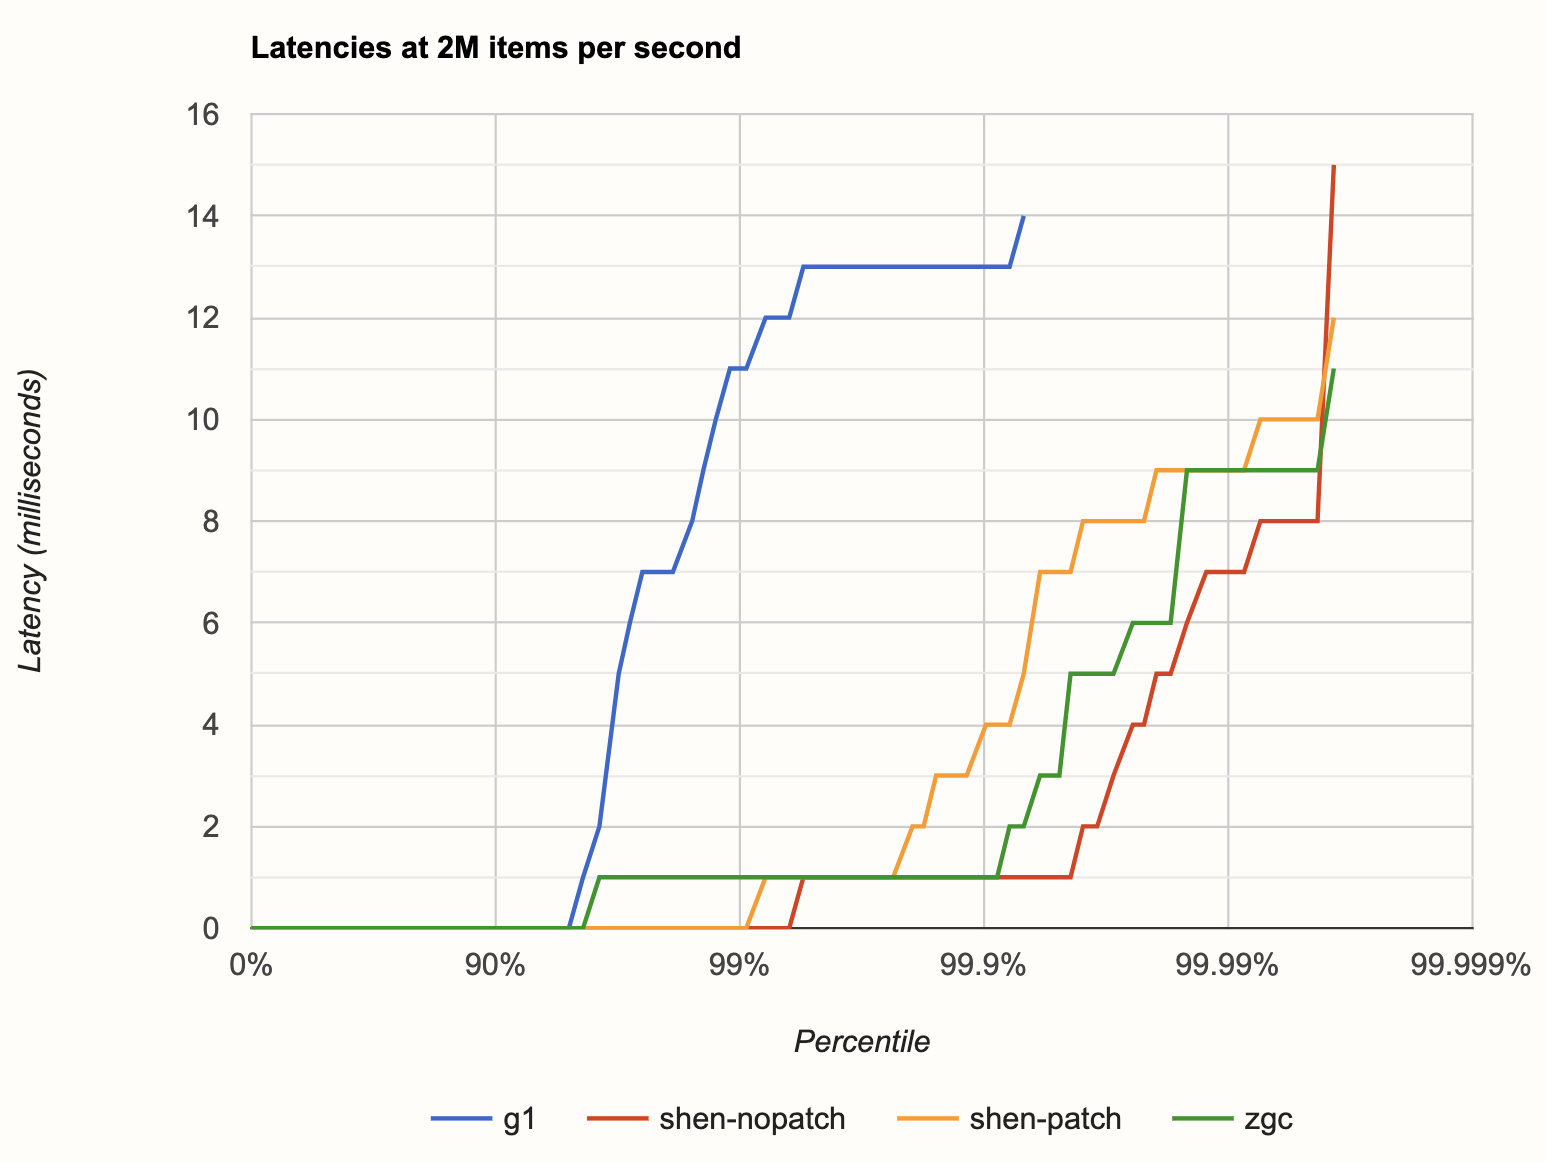 Latencies at 2M items per second
16
14
12
10
8
6
4
2
0
Latency (milliseconds)
0% 90% 99% 99.9% 99.99% 99.999%
Percentile
g1 shen-nopatch shen-patch zgc